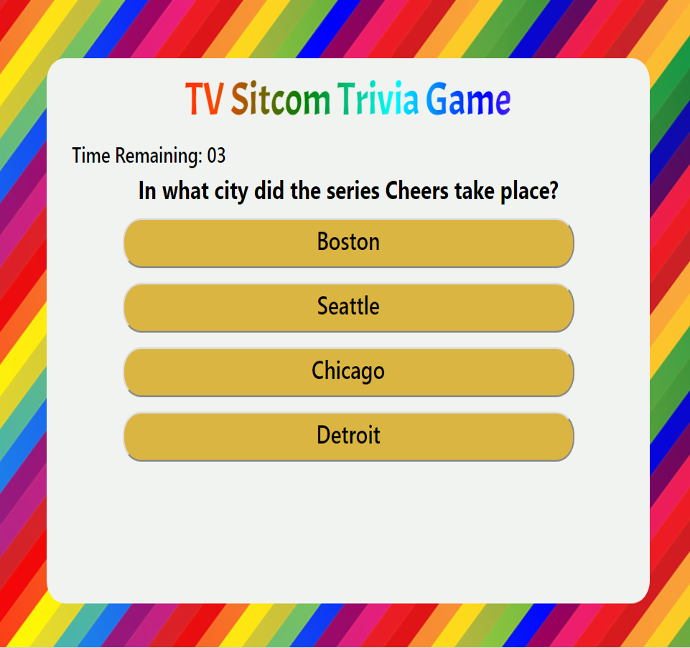 TV Sitcom Trivia Game
Time Remaining: 03
In what city did the series Cheers take place?
Boston
Seattle
Chicago
Detroit